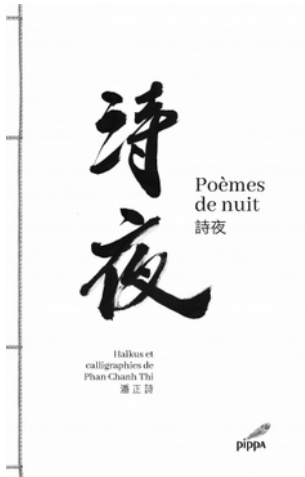 詩
夜
Poèmes
de nuit
詩夜
Haïkus et
calligraphies de
Phan-Chanh Thi
潘 正 詩
pippa